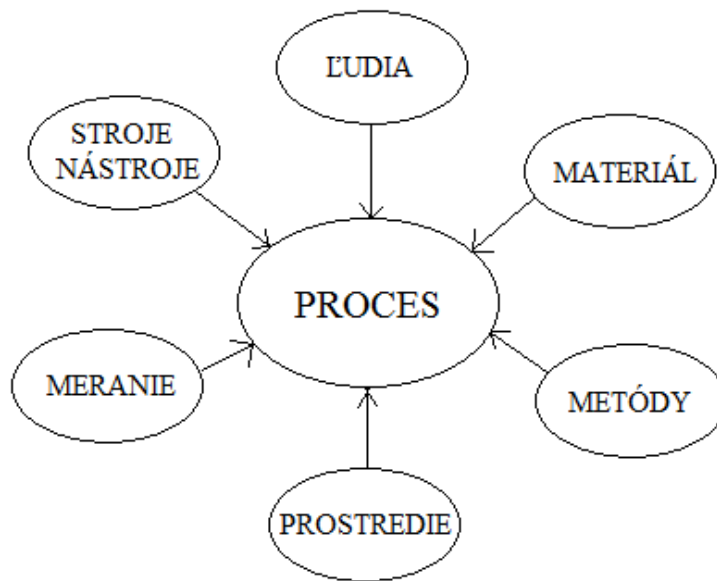 ĽUDIA
STROJE
NÁSTROJE
MATERIÁL
PROCES
MERANIE
METÓDY
PROSTREDIE